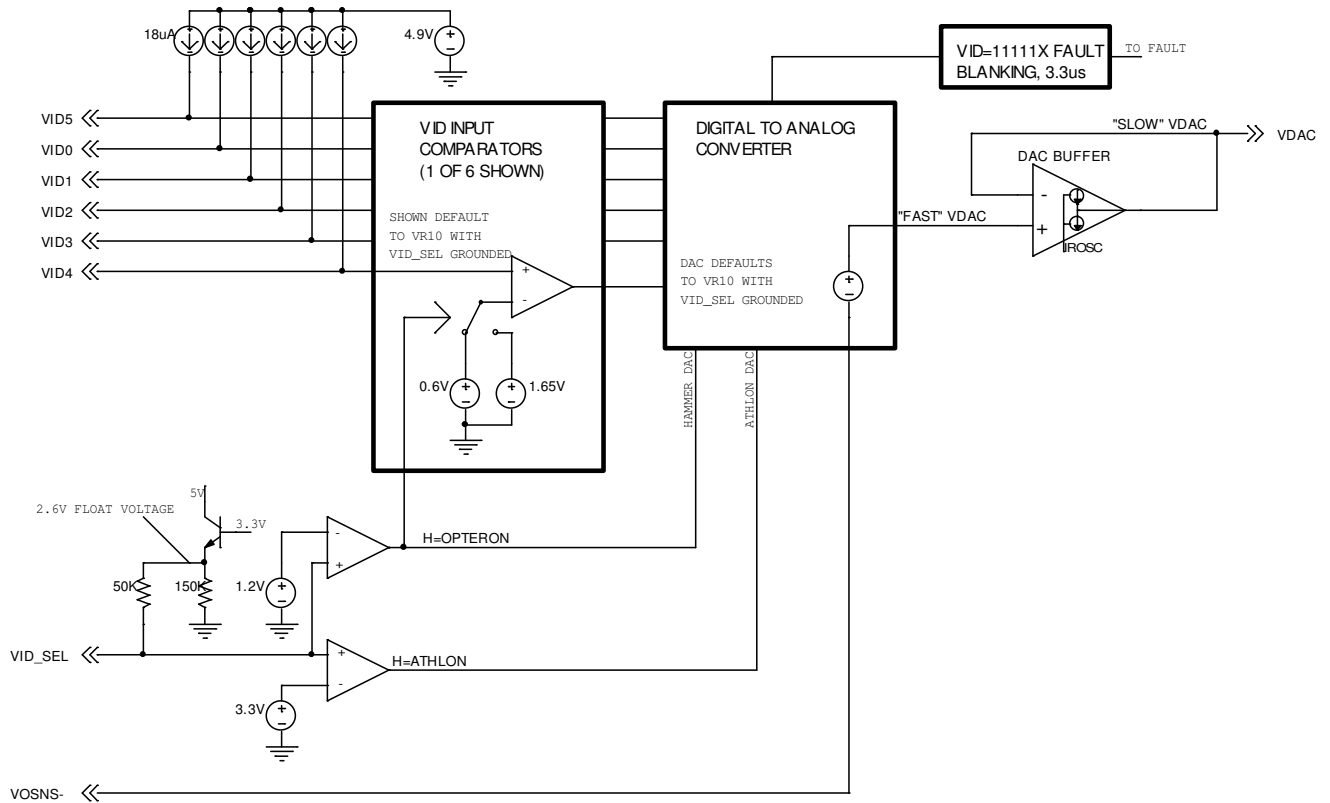 18uA
4.9V
VID=11111X FAULT
BLANKING, 3.3us
TO FAULT
VID5
VID0
VID1
VID2
VID3
VID4
VID INPUT
COMPARATORS
(1 OF 6 SHOWN)
SHOWN DEFAULT
TO VR10 WITH
VID_SEL GROUNDED
+
-
0.6V
+
-
+
-
1.65V
DIGITAL TO ANALOG
CONVERTER
DAC DEFAULTS
TO VR10 WITH
VID_SEL GROUNDED
+
-
"FAST" VDAC
"SLOW" VDAC
VDAC
DAC BUFFER
-
+
IROSC
HAMMER DAC
ATHLON DAC
5V
2.6V FLOAT VOLTAGE
3.3V
50K
150K
1.2V
+
-
-
+
H=OPTERON
VID_SEL
+
-
H=ATHLON
3.3V
+
-
VOSNS-